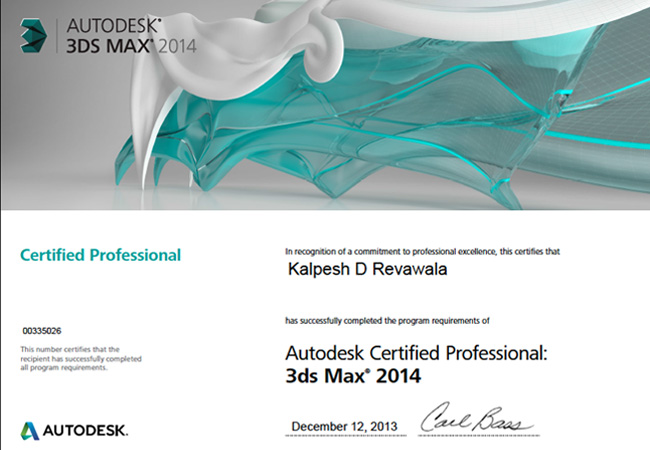 AUTODESK®
3DS MAX® 2014
Certified Professional
In recognition of a commitment to professional excellence, this certifies that
Kalpesh D Revawala
00335026
This number certifies that the
recipient has successfully completed
all program requirements.
has successfully completed the program requirements of
Autodesk Certified Professional:
3ds Max® 2014
December 12, 2013
Carl Bass
AUTODESK.